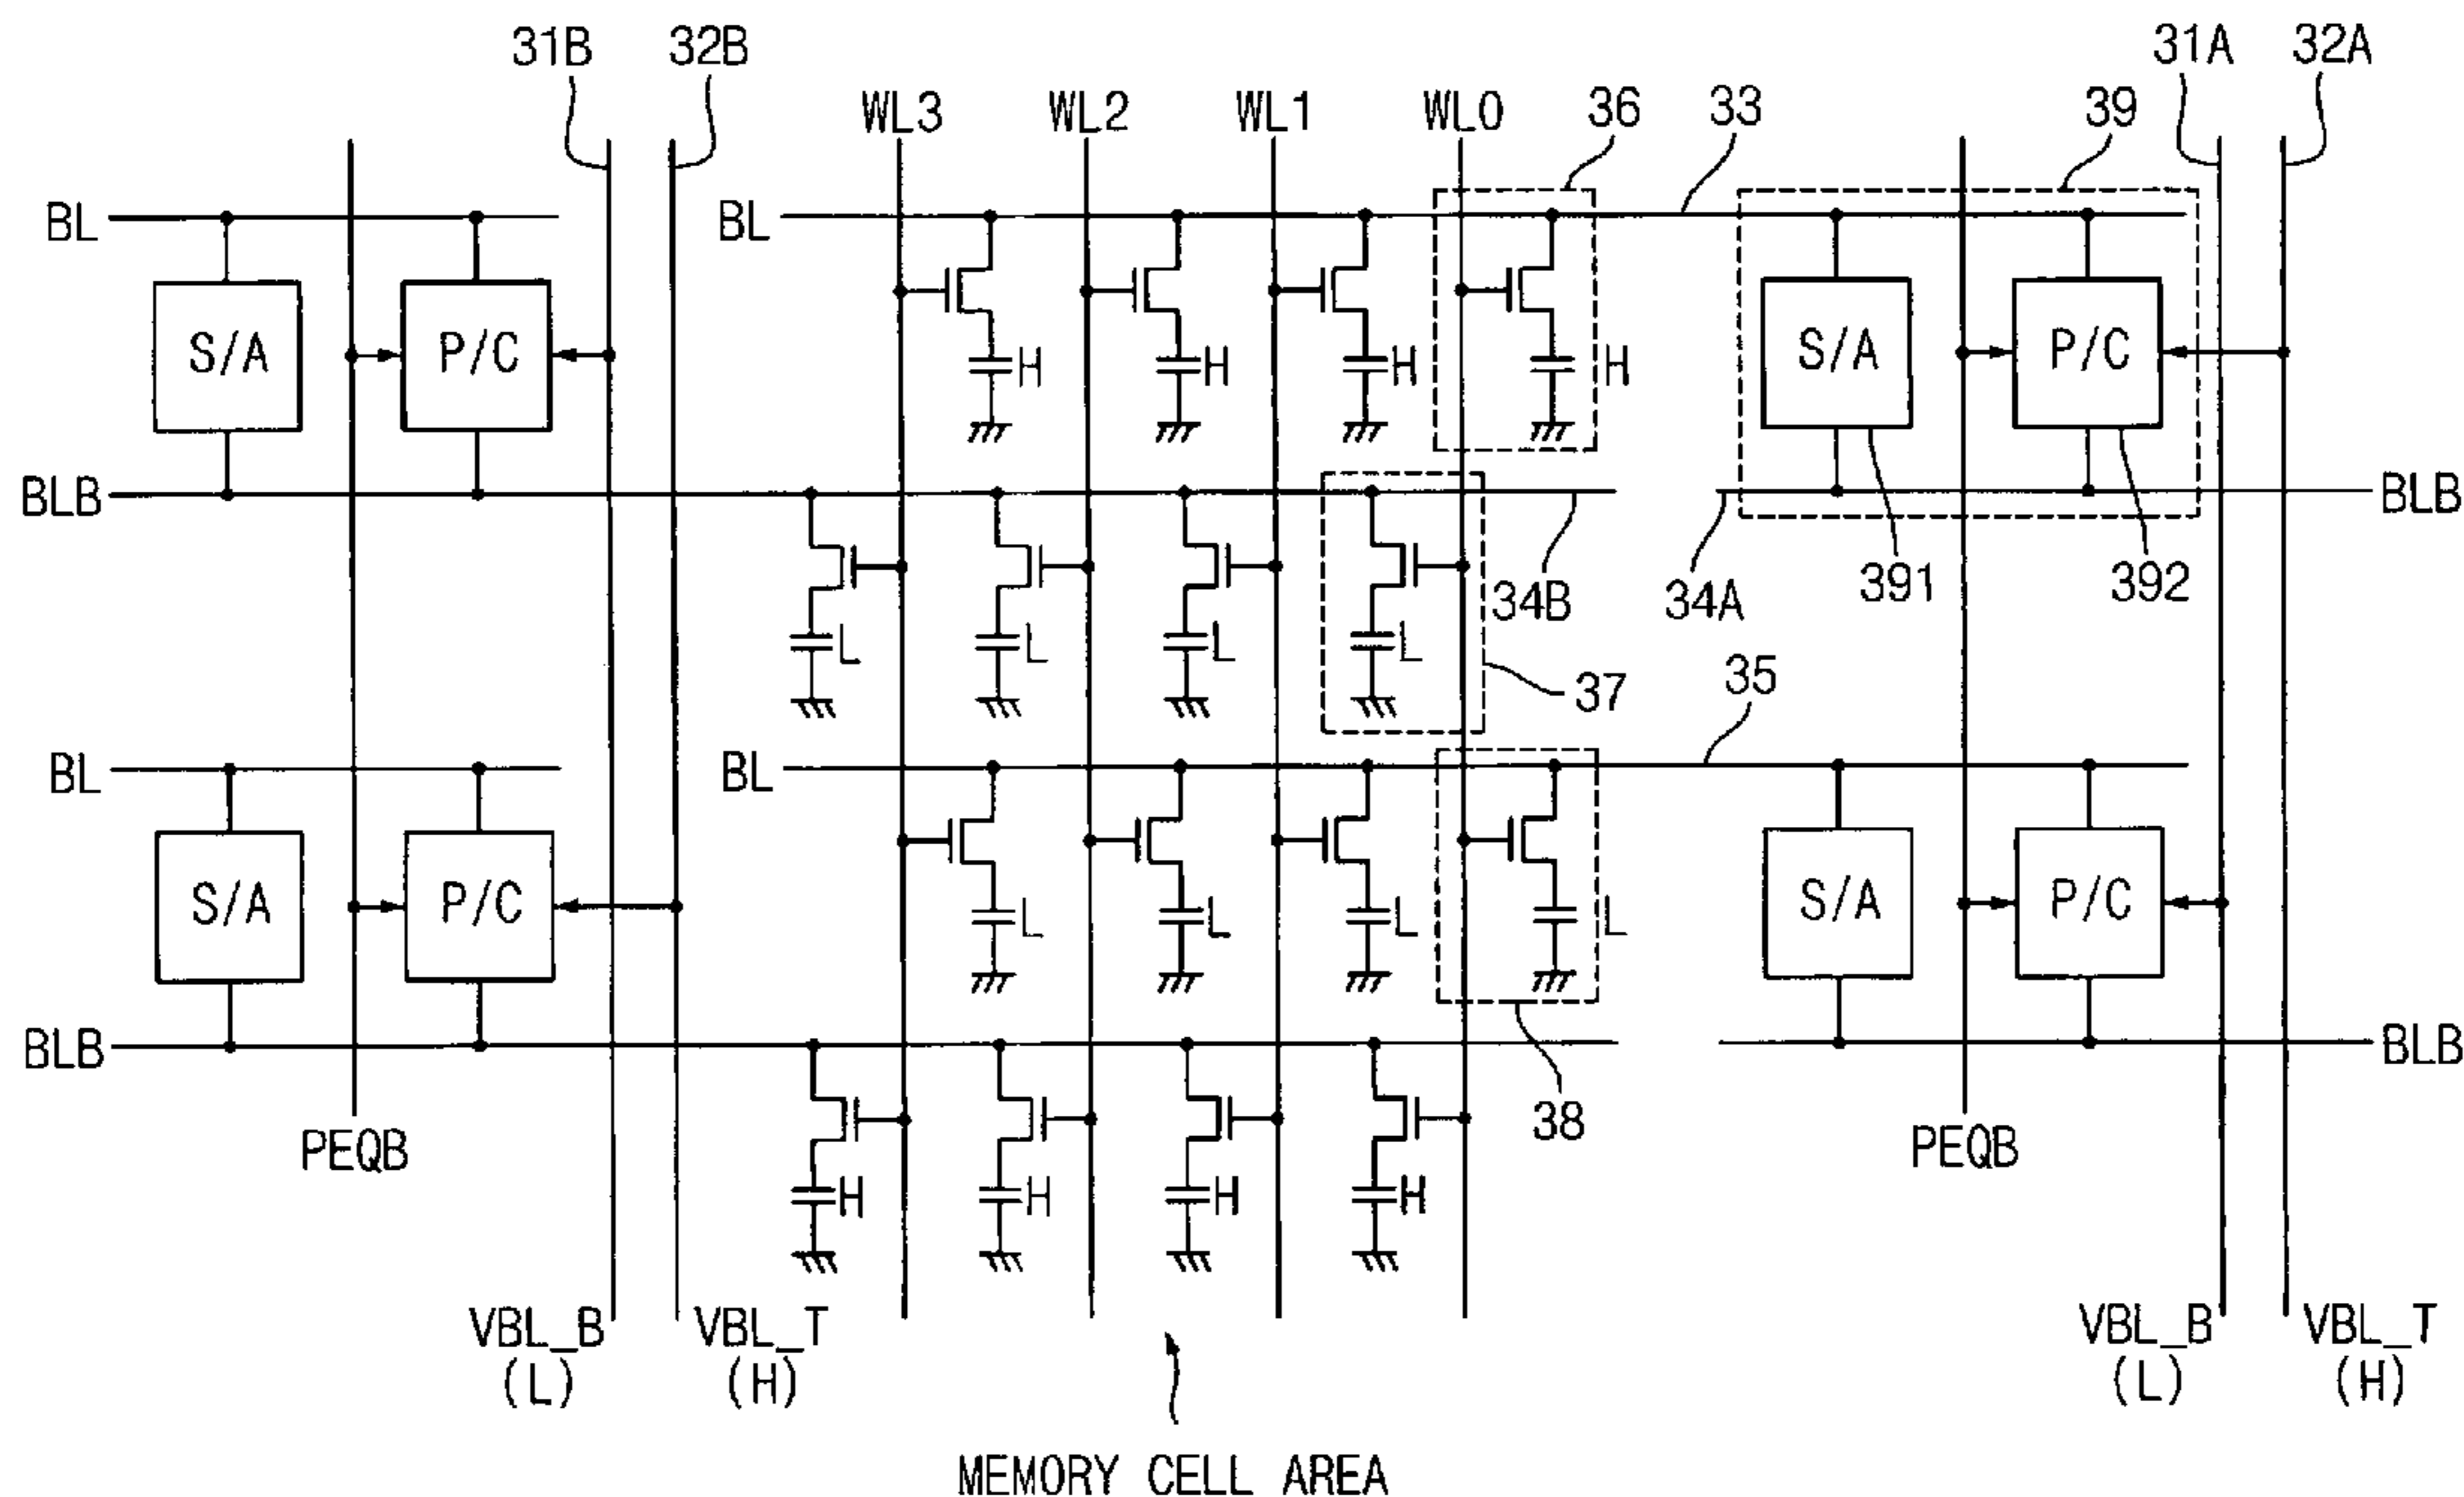 31B 32B 31A 32A
WL3 WL2 WL1 WL0 36 33 39
BL BL
S/A P/C H H H H S/A P/C
BLB BLB
34B 34A 391 392
L L L L
37 35
BL BL
S/A P/C L L L L S/A P/C
BLB BLB
38
PEQB PEQB
H H H H
VBL_B VBL_T VBL_B VBL_T
(L) (H) (L) (H)
MEMORY CELL AREA